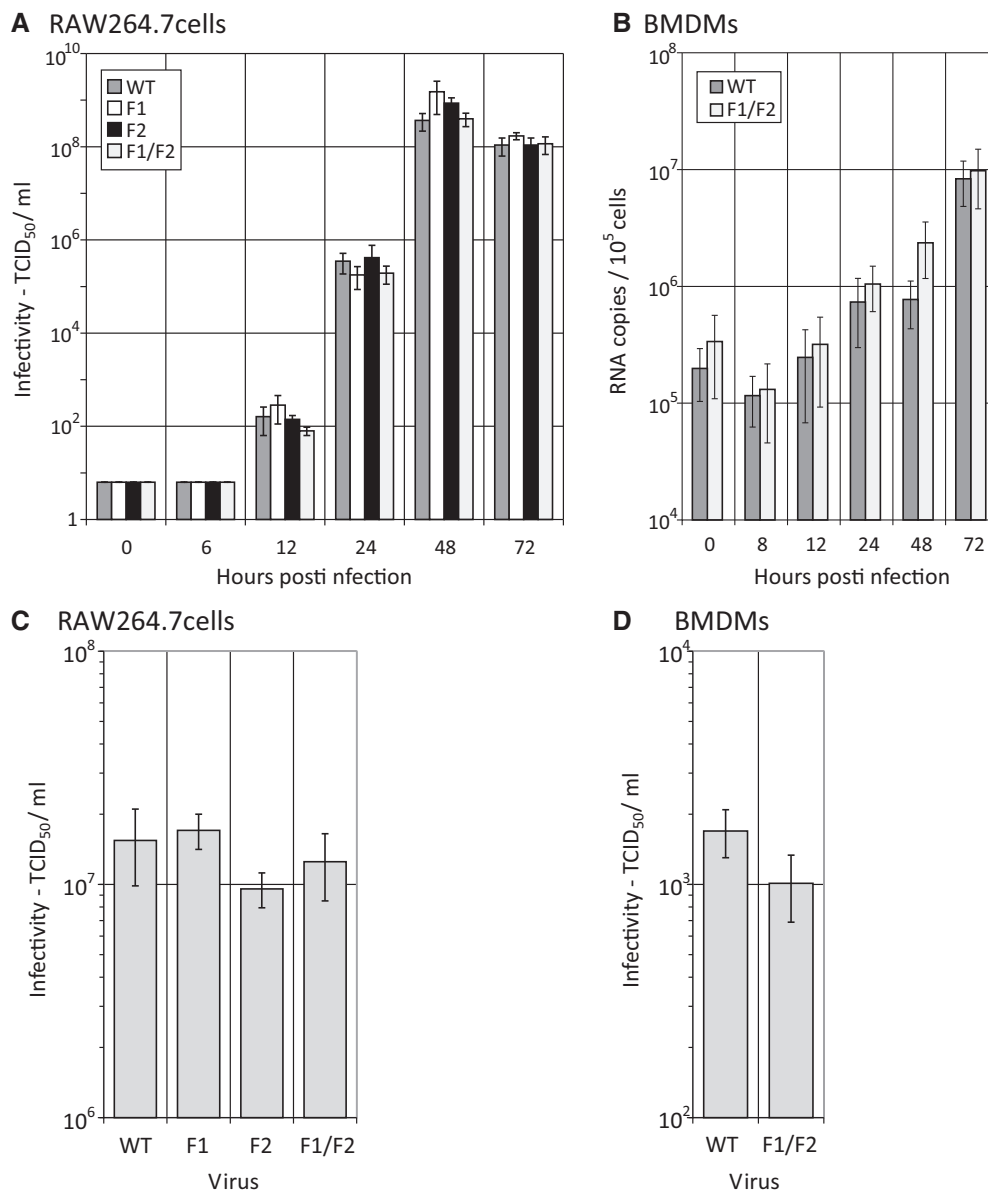 A RAW264.7cells
10^10
10^8
10^6
10^4
10^2
1
Infectivity - TCID_50/ ml
WT
F1
F2
F1/F2
0 6 12 24 48 72
Hours posti nfection
B BMDMs
10^8
10^7
10^6
10^5
10^4
RNA copies / 10^5 cells
WT
F1/F2
0 8 12 24 48 72
Hours posti nfection
C RAW264.7cells
10^8
10^7
10^6
Infectivity - TCID_50/ ml
WT F1 F2 F1/F2
Virus
D BMDMs
10^4
10^3
10^2
Infectivity - TCID_50/ ml
WT F1/F2
Virus